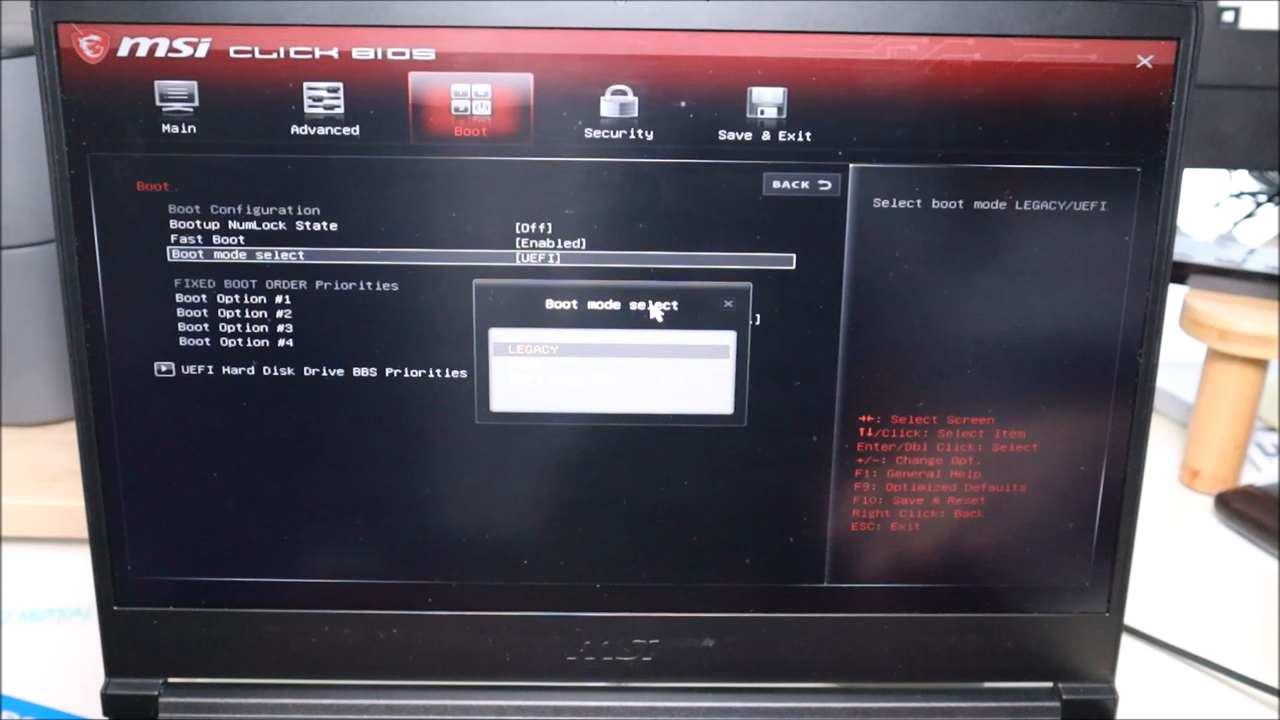 msi CLICK BIOS
Main
Advanced
Boot
Security
Save & Exit
Boot
BACK
Boot Configuration
Bootup NumLock State [Off]
Fast Boot [Enabled]
Boot mode select [UEFI]
FIXED BOOT ORDER Priorities
Boot Option #1
Boot Option #2
Boot Option #3
Boot Option #4
UEFI Hard Disk Drive BBS Priorities
Boot mode select
LEGACY
Select boot mode LEGACY/UEFI
→←: Select Screen
↑↓/Click: Select Item
Enter/Dbl Click: Select
+/-: Change Opt.
F1: General Help
F9: Optimized Defaults
F10: Save & Reset
Right Click: Back
ESC: Exit
msi
MOTION